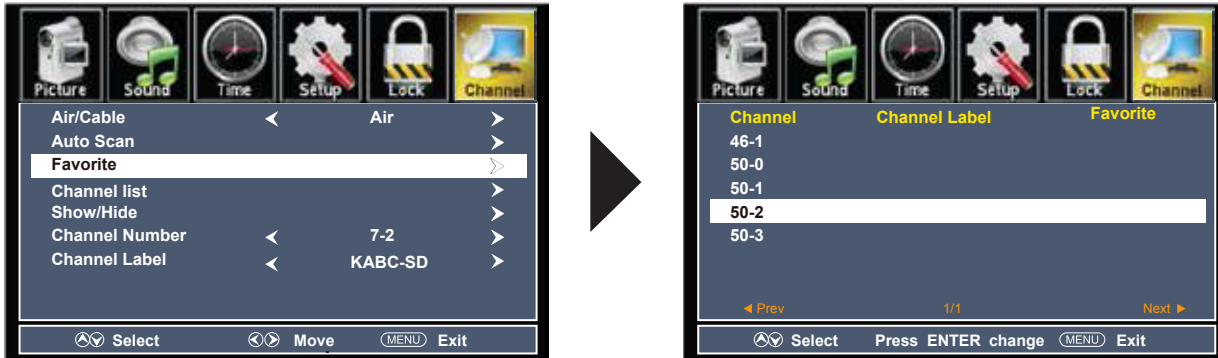 Picture Sound Time Setup Lock Channel
Air/Cable Air
Auto Scan
Favorite
Channel list
Show/Hide
Channel Number 7-2
Channel Label KABC-SD
Select Move MENU Exit
Picture Sound Time Setup Lock Channel
Channel Channel Label Favorite
46-1
50-0
50-1
50-2
50-3
◄ Prev 1/1 Next ►
Select Press ENTER change MENU Exit